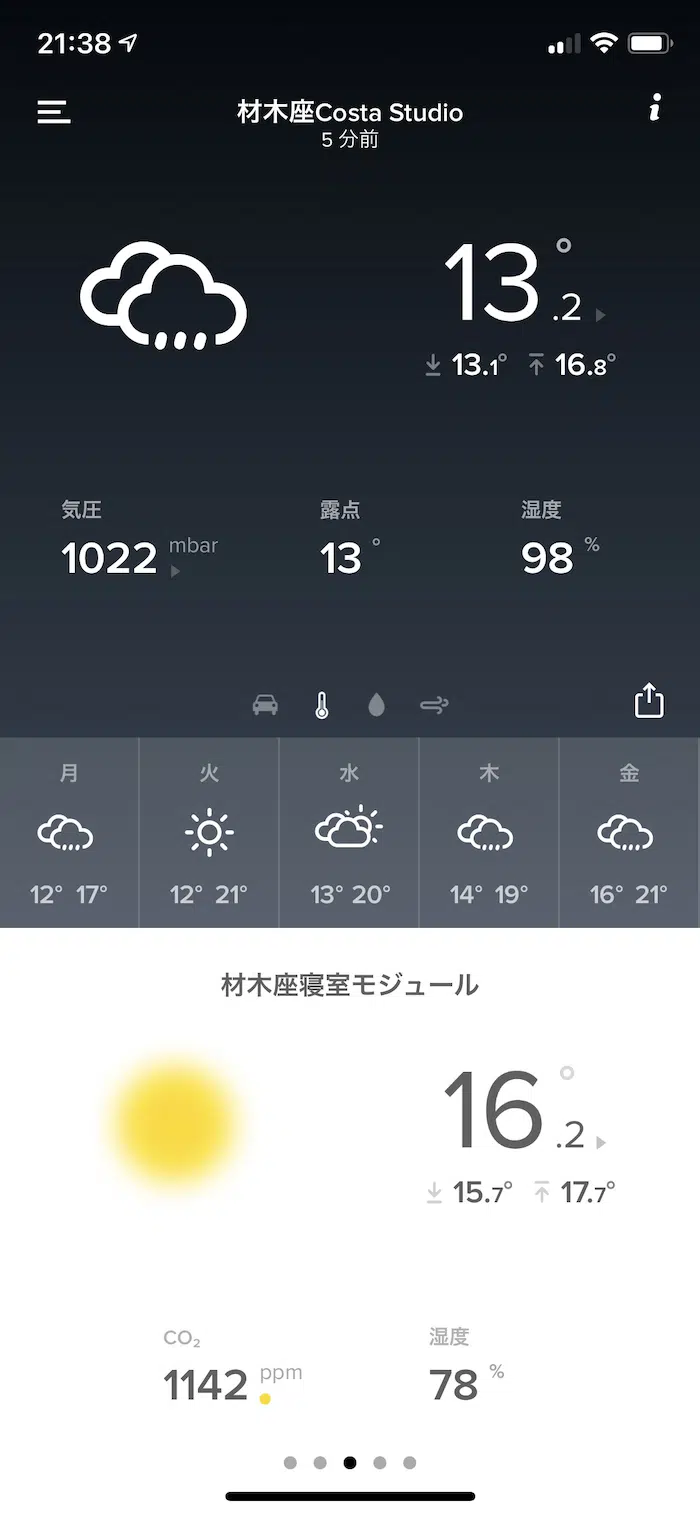 21:38
材木座Costa Studio
5 分前
13°.2
13.1° 16.8°
気圧 露点 湿度
1022 mbar 13° 98 %
月 火 水 木 金
12° 17° 12° 21° 13° 20° 14° 19° 16° 21°
材木座寝室モジュール
16°.2
15.7° 17.7°
CO₂ 湿度
1142 ppm 78 %